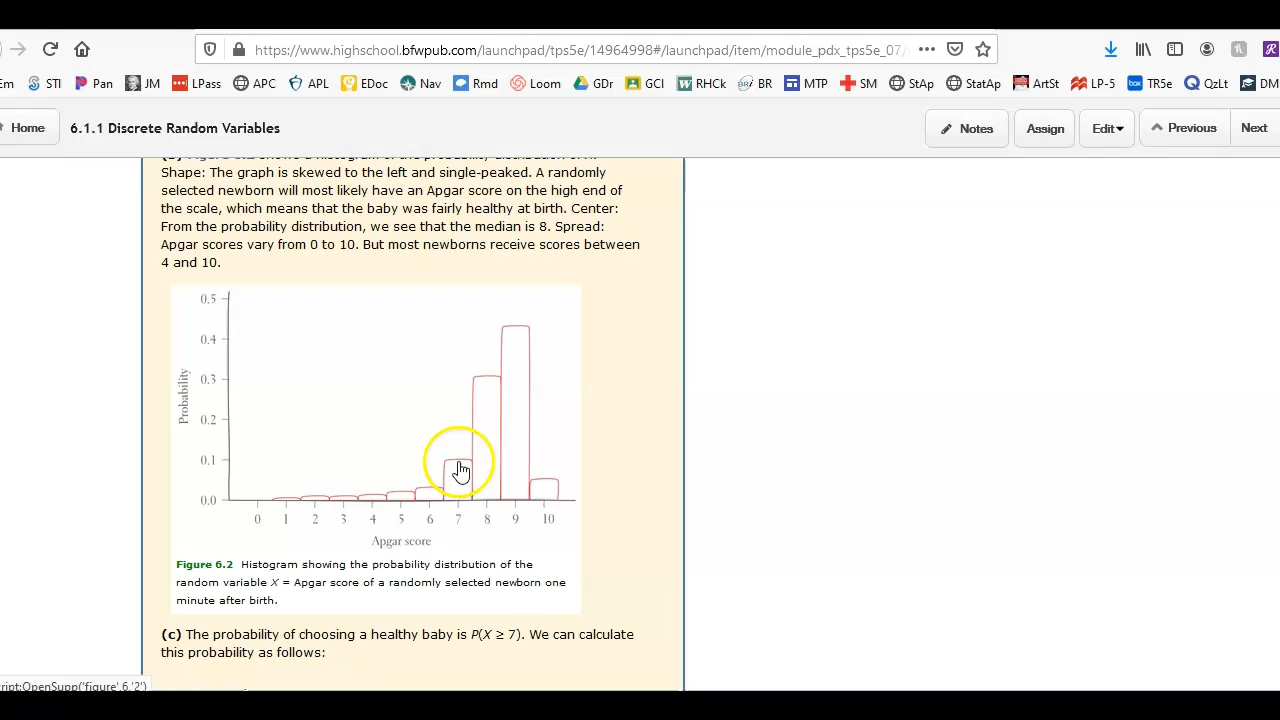 https://www.highschool.bfwpub.com/launchpad/tps5e/14964998#/launchpad/item/module_pdx_tps5e_07/
Em STI Pan JM LPass APC APL EDoc Nav Rmd Loom GDr GCI RHCk BR MTP SM StAp StatAp ArtSt LP-5 TR5e QzLt DM
Home 6.1.1 Discrete Random Variables Notes Assign Edit Previous Next
Shape: The graph is skewed to the left and single-peaked. A randomly
selected newborn will most likely have an Apgar score on the high end of
the scale, which means that the baby was fairly healthy at birth. Center:
From the probability distribution, we see that the median is 8. Spread:
Apgar scores vary from 0 to 10. But most newborns receive scores between
4 and 10.
0.5
0.4
0.3
0.2
0.1
0.0
Probability
0 1 2 3 4 5 6 7 8 9 10
Apgar score
Figure 6.2 Histogram showing the probability distribution of the
random variable X = Apgar score of a randomly selected newborn one
minute after birth.
(c) The probability of choosing a healthy baby is P(X ≥ 7). We can calculate
this probability as follows:
ript:OpenSupp('figure',6,'2')